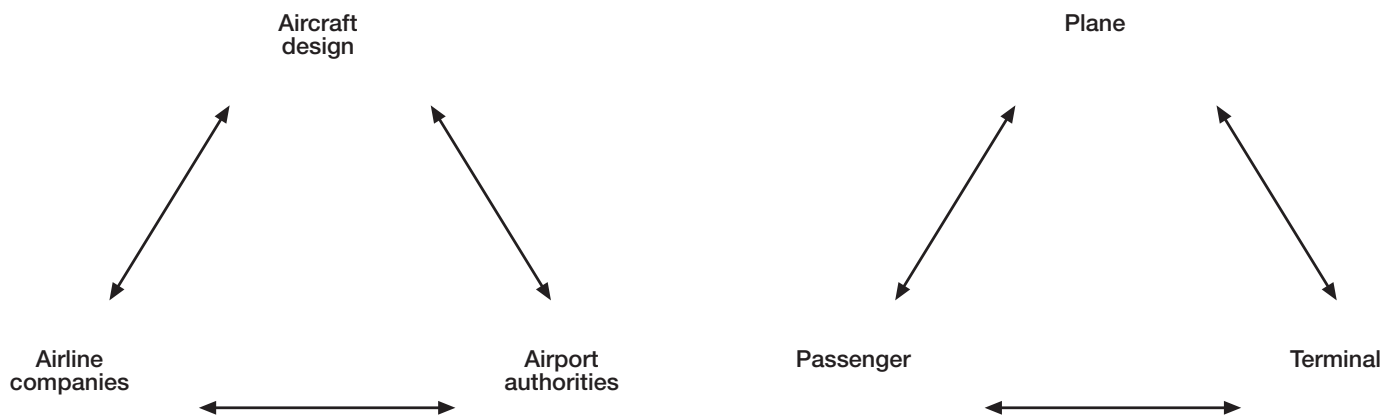 Aircraft
design
Plane
Airline
companies
Airport
authorities
Passenger
Terminal